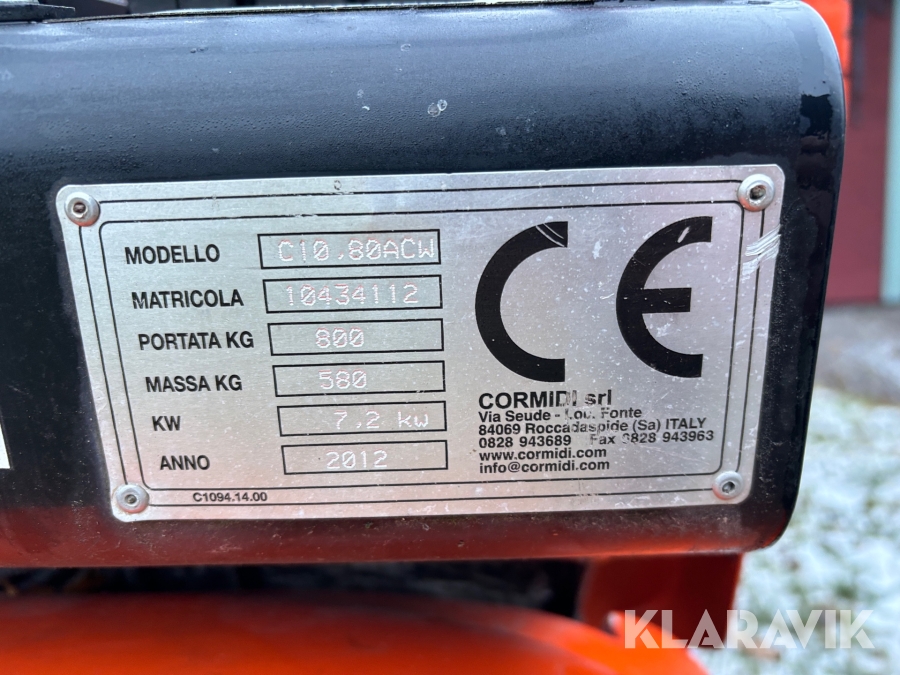 MODELLO C10.80ACW
MATRICOLA 10434112
PORTATA KG 800
MASSA KG 580
KW 7,2 kw
ANNO 2012
C1094.14.00
CE
CORMIDI srl
Via Seude - Loc. Fonte
84069 Roccadaspide (Sa) ITALY
0828 943689 Fax 0828 943963
www.cormidi.com
info@cormidi.com
KLARAVIK